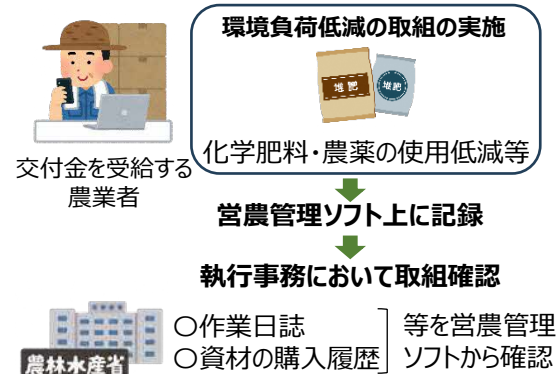 環境負荷低減の取組の実施
堆肥
堆肥
化学肥料・農薬の使用低減等
交付金を受給する
農業者
営農管理ソフト上に記録
執行事務において取組確認
農林水産省
○作業日誌
○資材の購入履歴
等を営農管理
ソフトから確認